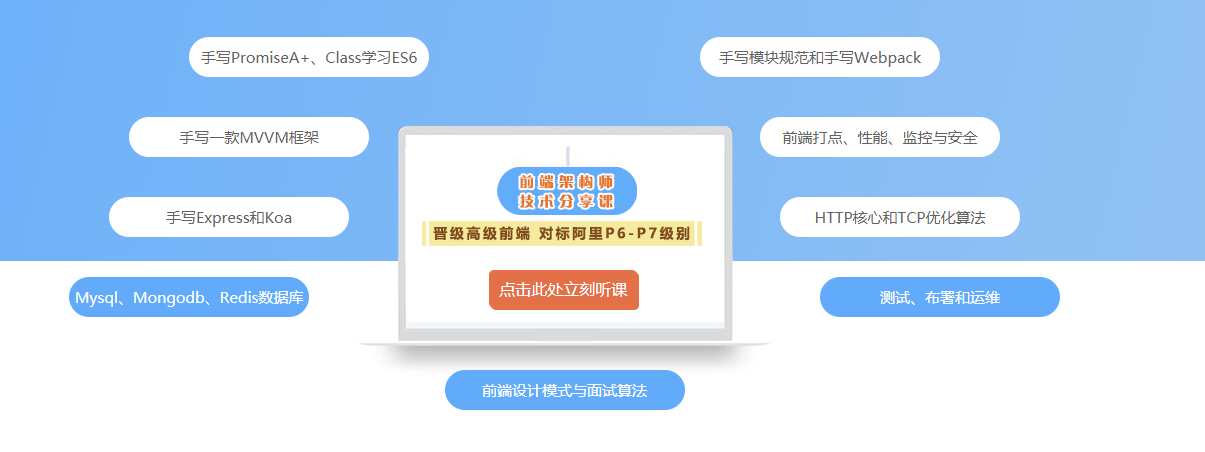 手写PromiseA+、Class学习ES6
手写模块规范和手写Webpack
手写一款MVVM框架
前端打点、性能、监控与安全
前端架构师
技术分享课
手写Express和Koa
HTTP核心和TCP优化算法
晋级高级前端 对标阿里P6-P7级别
点击此处立刻听课
Mysql、Mongodb、Redis数据库
测试、布署和运维
前端设计模式与面试算法